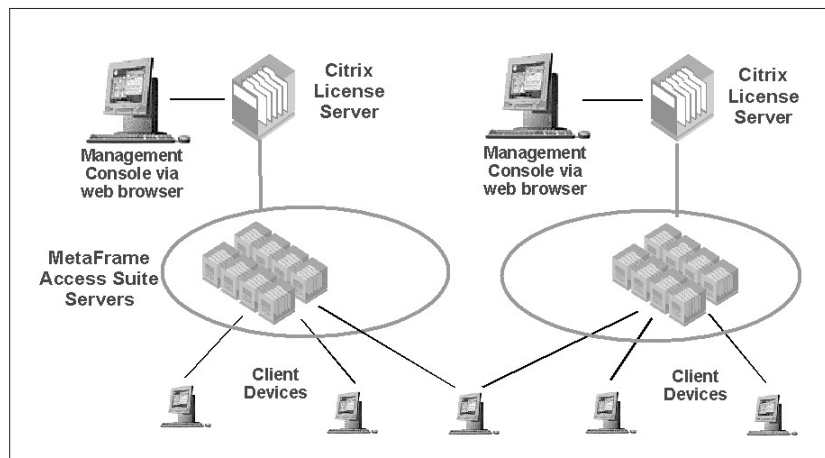 Citrix
License
Server
Management
Console via
web browser
Citrix
License
Server
Management
Console via
web browser
MetaFrame
Access Suite
Servers
Client
Devices
Client
Devices